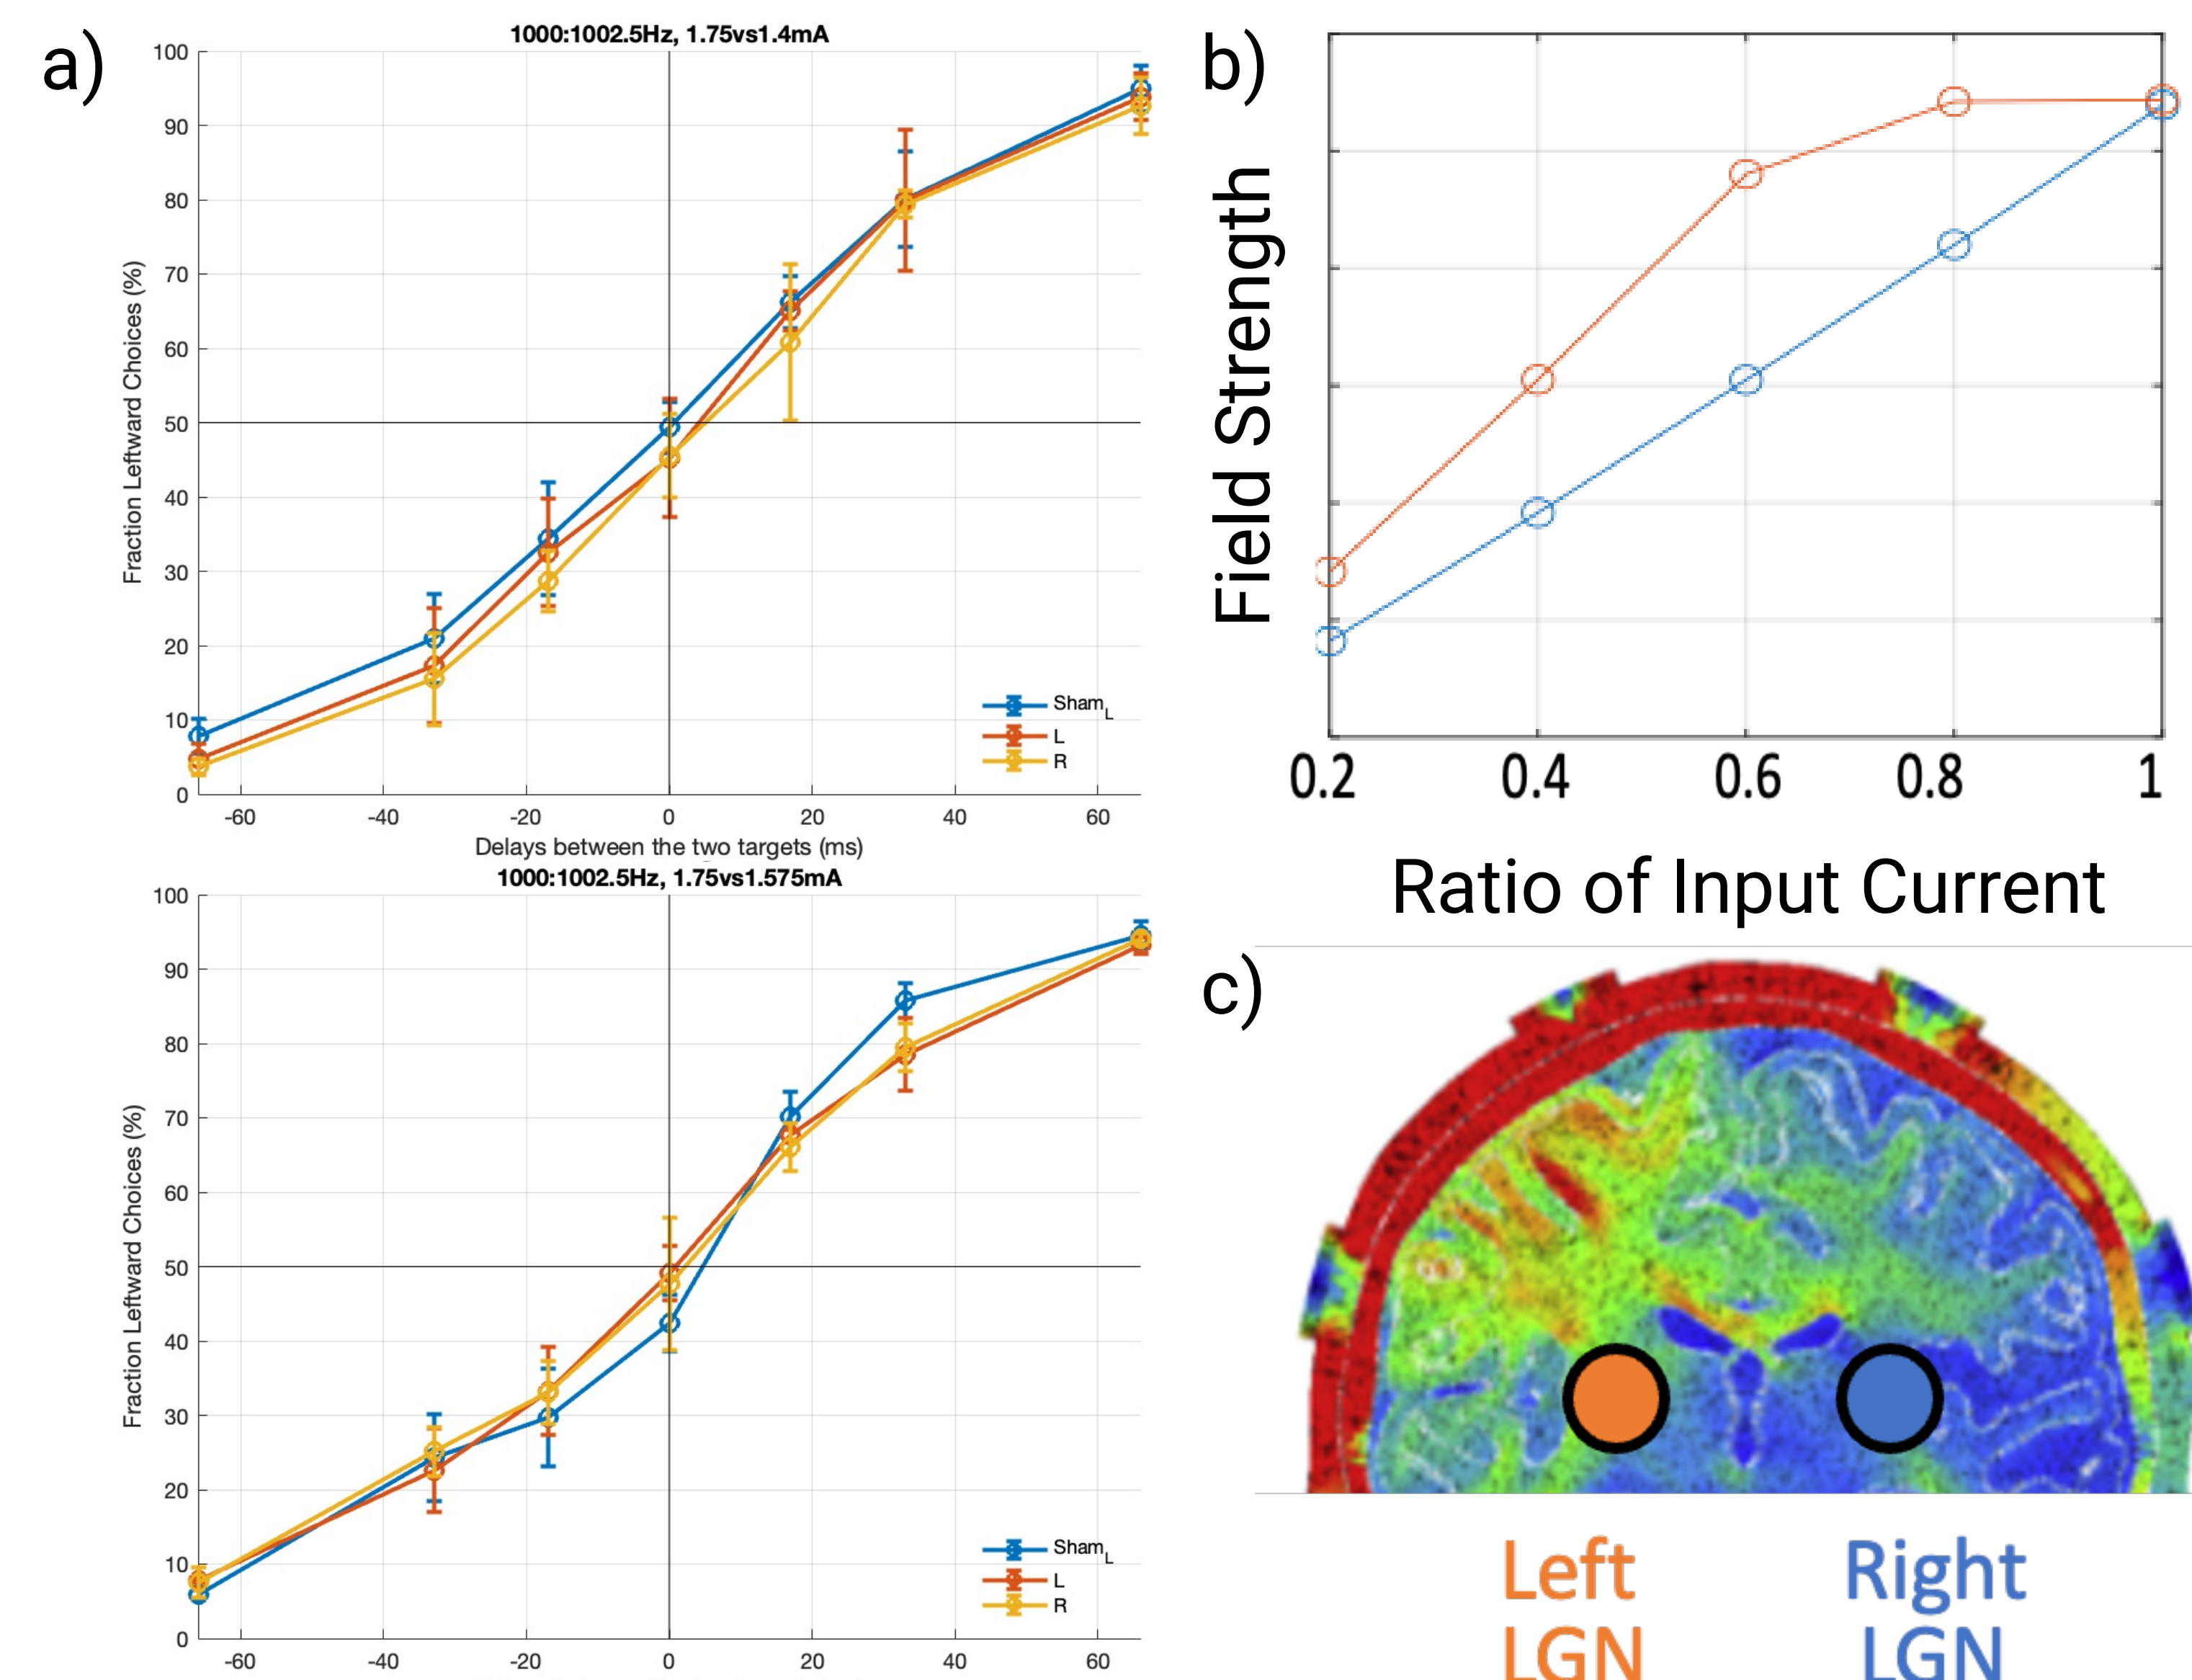 a)
1000:1002.5Hz, 1.75vs1.4mA
100
90
80
70
60
50
40
30
20
10
0
Fraction Leftward Choices (%)
Sham_L
L
R
-60 -40 -20 0 20 40 60
Delays between the two targets (ms)
1000:1002.5Hz, 1.75vs1.575mA
100
90
80
70
60
50
40
30
20
10
0
Fraction Leftward Choices (%)
Sham_L
L
R
-60 -40 -20 0 20 40 60
b)
Field Strength
0.2 0.4 0.6 0.8 1
Ratio of Input Current
c)
Left LGN
Right LGN